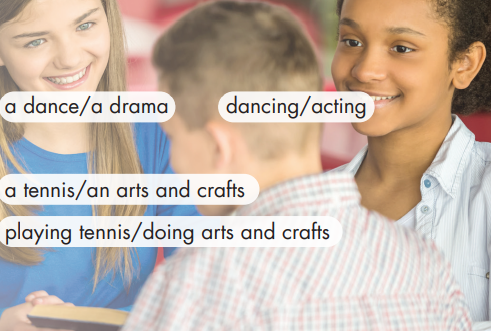 a dance/a drama
dancing/acting
a tennis/an arts and crafts
playing tennis/doing arts and crafts